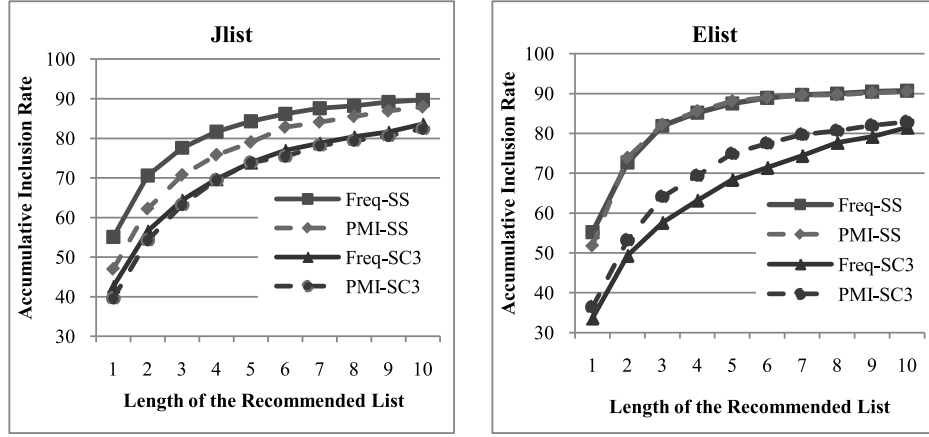 Jlist
Accumulative Inclusion Rate
100
90
80
70
60
50
40
30
Freq-SS
PMI-SS
Freq-SC3
PMI-SC3
1 2 3 4 5 6 7 8 9 10
Length of the Recommended List
Elist
Accumulative Inclusion Rate
100
90
80
70
60
50
40
30
Freq-SS
PMI-SS
Freq-SC3
PMI-SC3
1 2 3 4 5 6 7 8 9 10
Length of the Recommended List